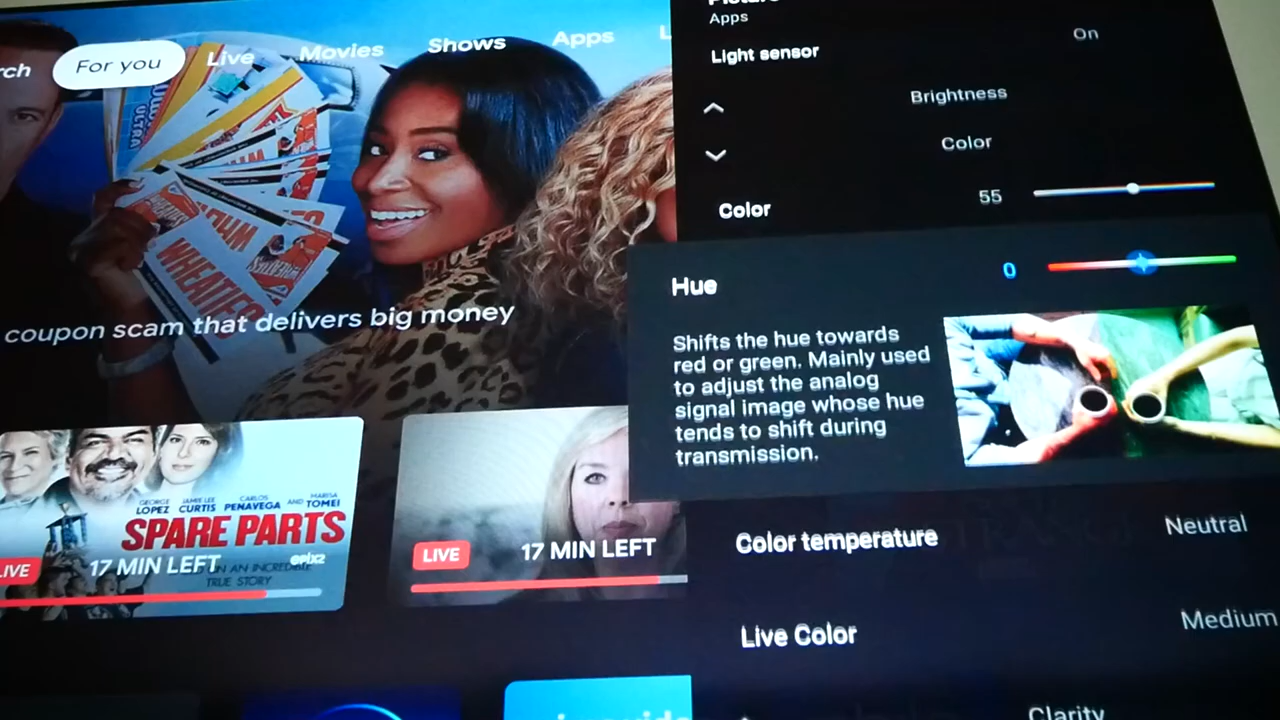 For you
Live
Movies
Shows
Apps
ULTRA
WHEATIES
coupon scam that delivers big money
GEORGE LOPEZ
JAMIE LEE CURTIS
CARLOS PENAVEGA
AND MARISA TOMEI
SPARE PARTS
epix2
LIVE
17 MIN LEFT
AN INCREDIBLE
TRUE STORY
LIVE
17 MIN LEFT
Picture
Apps
Light sensor
On
Brightness
Color
Color
55
Hue
0
Shifts the hue towards
red or green. Mainly used
to adjust the analog
signal image whose hue
tends to shift during
transmission.
Color temperature
Neutral
Live Color
Medium
Clarity